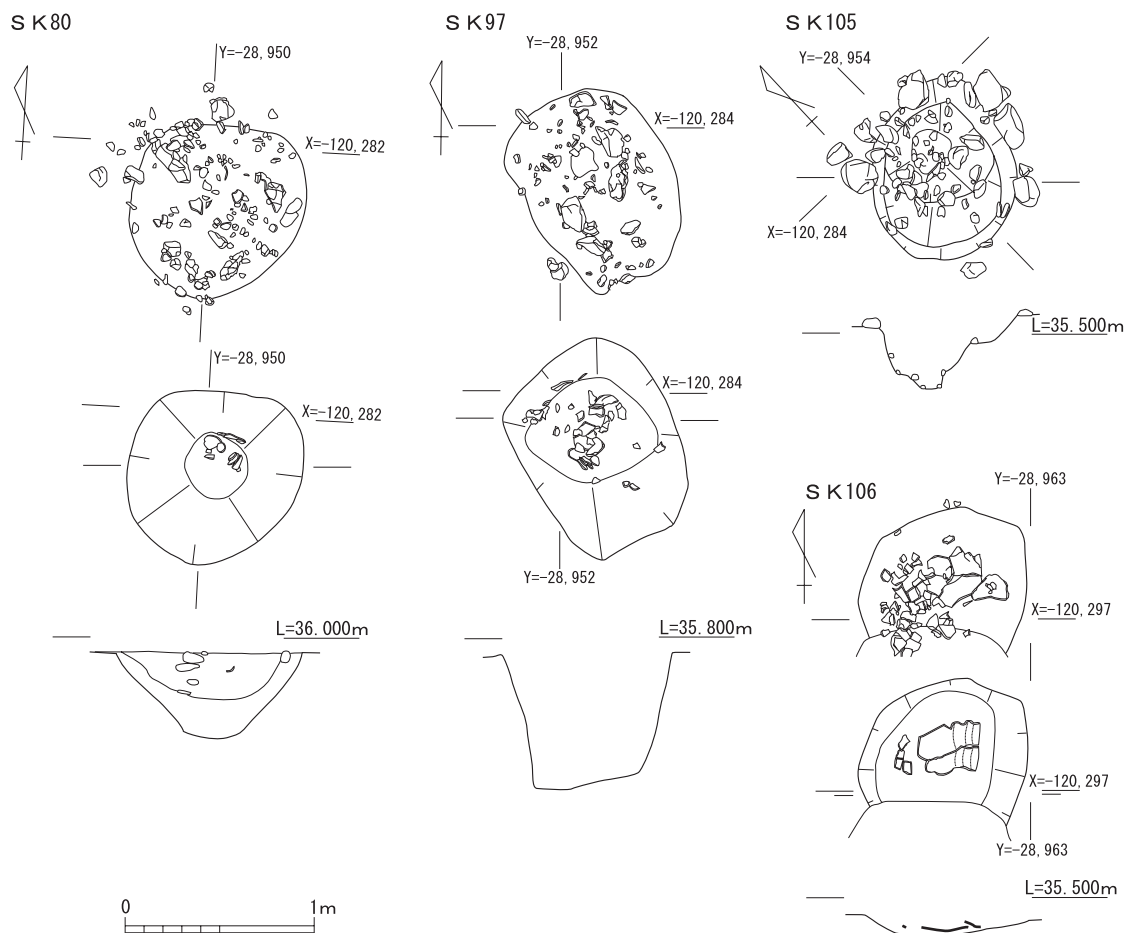 SK80
Y=-28,950
X=-120,282
Y=-28,950
X=-120,282
L=36.000m
SK97
Y=-28,952
X=-120,284
X=-120,284
Y=-28,952
L=35.800m
SK105
Y=-28,954
X=-120,284
L=35.500m
SK106
Y=-28,963
X=-120,297
X=-120,297
Y=-28,963
L=35.500m
0 1m